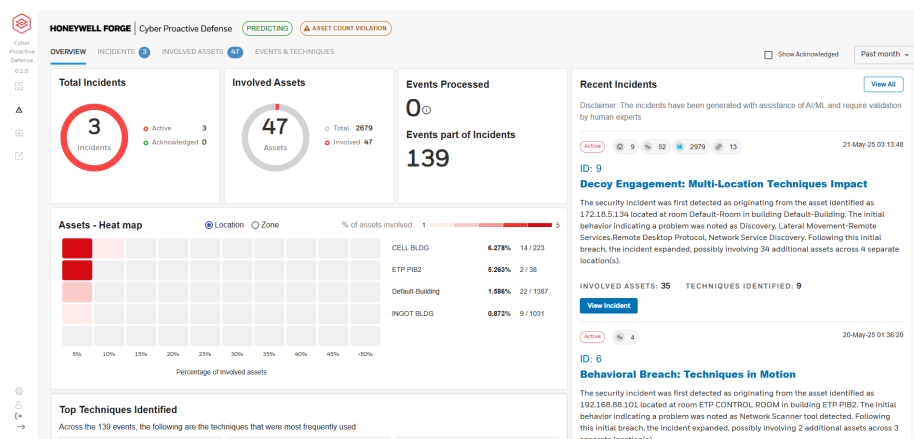 HONEYWELL FORGE | Cyber Proactive Defense PREDICTING ASSET COUNT VIOLATION
Cyber
Proactive
Defense
0.1.0
OVERVIEW INCIDENTS 3 INVOLVED ASSETS 47 EVENTS & TECHNIQUES
Show Acknowledged Past month
Total Incidents
3
Incidents
Active 3
Acknowledged 0
Involved Assets
47
Assets
Total 2679
Involved 47
Events Processed
0
Events part of Incidents
139
Assets - Heat map Location Zone % of assets involved: 1 5
CELL BLDG 6.278% 14 / 223
ETP PIB2 5.263% 2 / 38
Default-Building 1.586% 22 / 1387
INGOT BLDG 0.873% 9 / 1031
5% 10% 15% 20% 25% 30% 35% 40% 45% >50%
Percentage of Involved assets
Top Techniques Identified
Across the 139 events, the following are the techniques that were most frequently used:
Recent Incidents View All
Disclaimer: The incidents have been generated with assistance of AI/ML and require validation
by human experts.
Active 9 52 2979 13 21-May-25 03:13:48
ID: 9
Decoy Engagement: Multi-Location Techniques Impact
The security incident was first detected as originating from the asset identified as
172.18.5.134 located at room Default-Room in building Default-Building. The initial
behavior indicating a problem was noted as Discovery, Lateral Movement-Remote
Services.Remote Desktop Protocol, Network Service Discovery. Following this initial
breach, the incident expanded, possibly involving 34 additional assets across 4 separate
location(s).
INVOLVED ASSETS: 35 TECHNIQUES IDENTIFIED: 9
View Incident
Active 4 20-May-25 01:36:20
ID: 6
Behavioral Breach: Techniques in Motion
The security incident was first detected as originating from the asset identified as
192.168.88.101 located at room ETP CONTROL ROOM in building ETP PIB2. The initial
behavior indicating a problem was noted as Network Scanner tool detected. Following
this initial breach, the incident expanded, possibly involving 2 additional assets across 3
separate location(s).